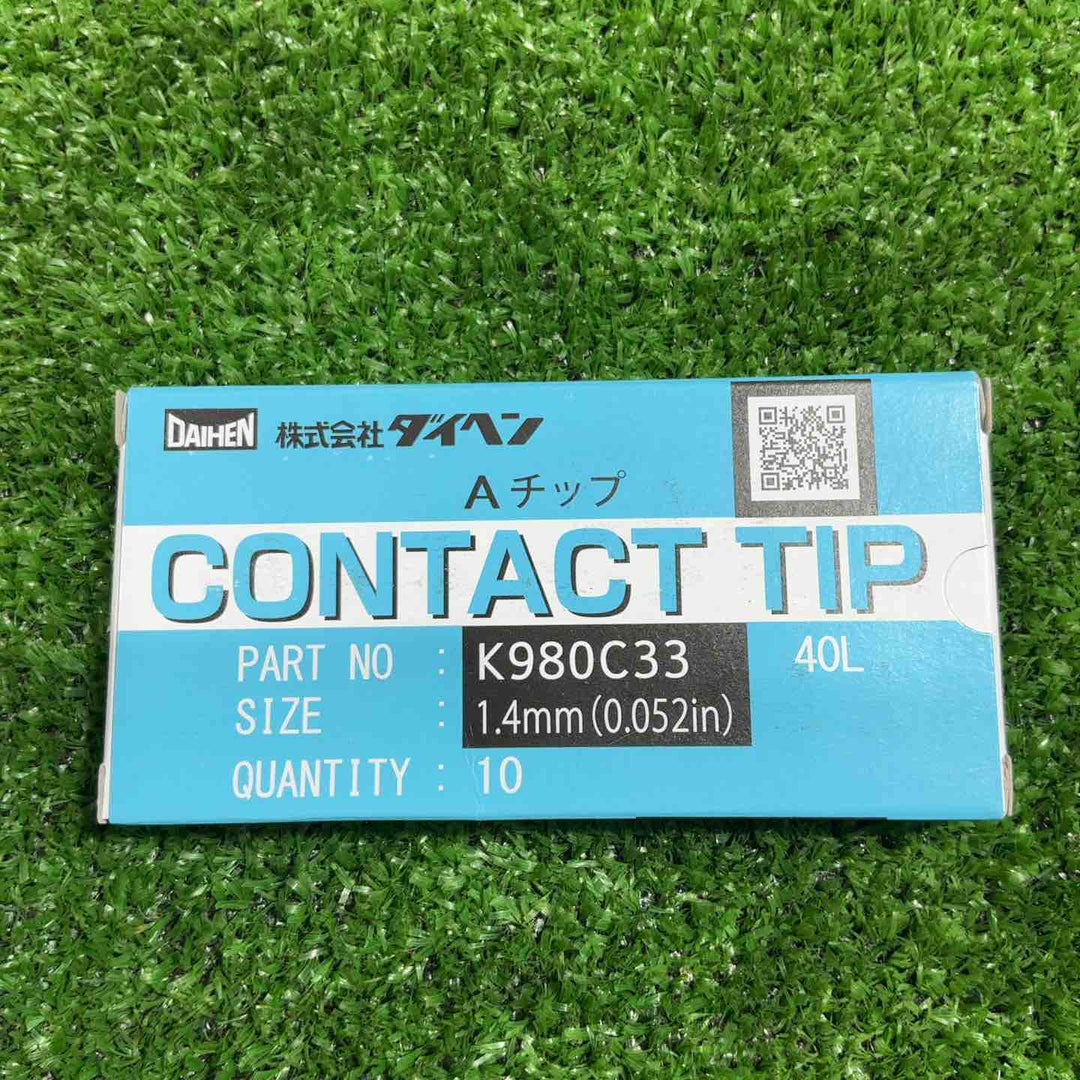 DAIHEN 株式会社ダイヘン
Aチップ
CONTACT TIP
PART NO : K980C33 40L
SIZE : 1.4mm(0.052in)
QUANTITY : 10